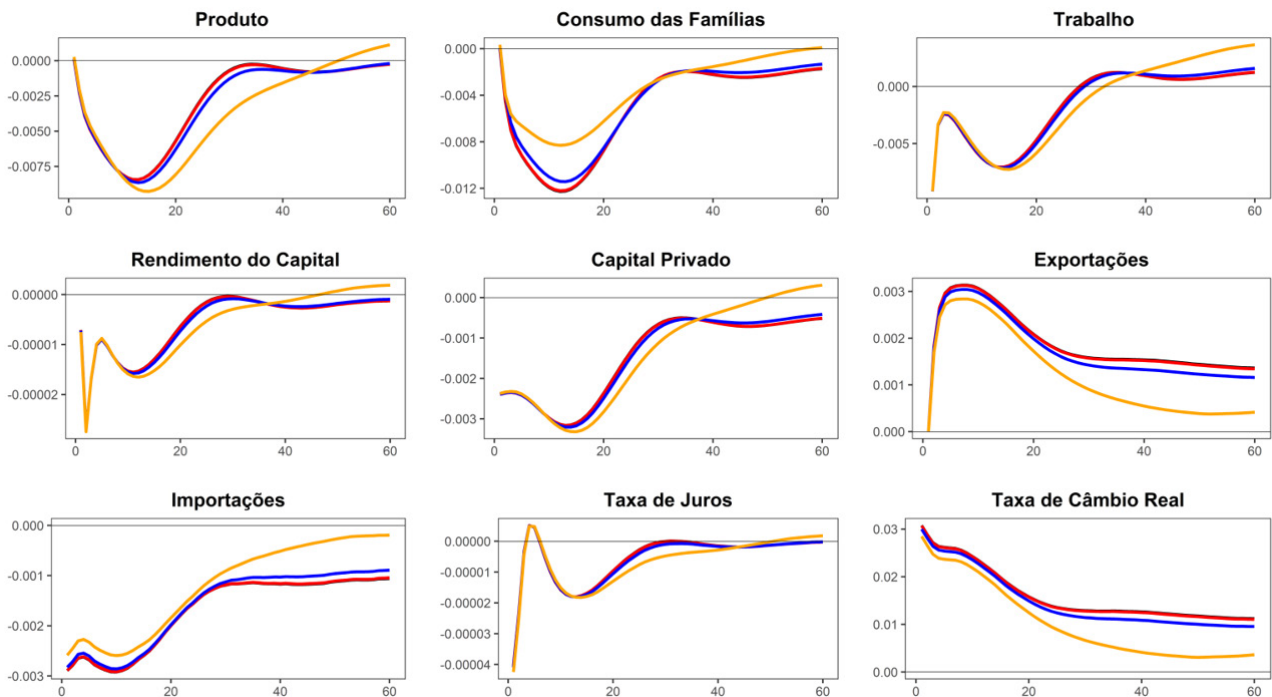 Produto
0.0000
-0.0025
-0.0050
-0.0075
0 20 40 60
Consumo das Famílias
0.000
-0.004
-0.008
-0.012
0 20 40 60
Trabalho
0.000
-0.005
0 20 40 60
Rendimento do Capital
0.00000
-0.00001
-0.00002
0 20 40 60
Capital Privado
0.000
-0.001
-0.002
-0.003
0 20 40 60
Exportações
0.003
0.002
0.001
0.000
0 20 40 60
Importações
0.000
-0.001
-0.002
-0.003
0 20 40 60
Taxa de Juros
0.00000
-0.00001
-0.00002
-0.00003
-0.00004
0 20 40 60
Taxa de Câmbio Real
0.03
0.02
0.01
0.00
0 20 40 60